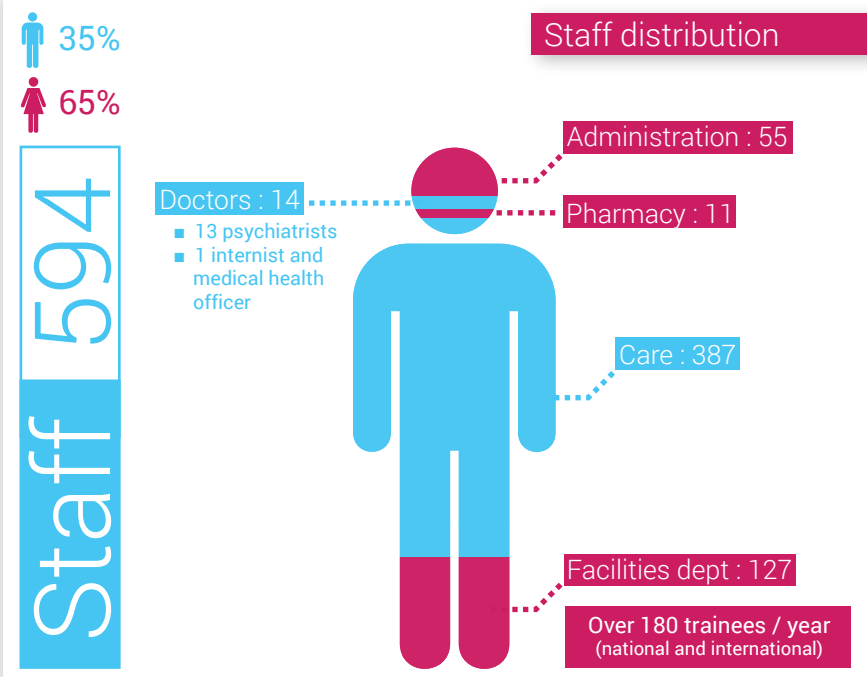 35%
65%
Staff 594
Staff distribution
Administration : 55
Doctors : 14
■ 13 psychiatrists
■ 1 internist and
medical health
officer
Pharmacy : 11
Care : 387
Facilities dept : 127
Over 180 trainees / year
(national and international)